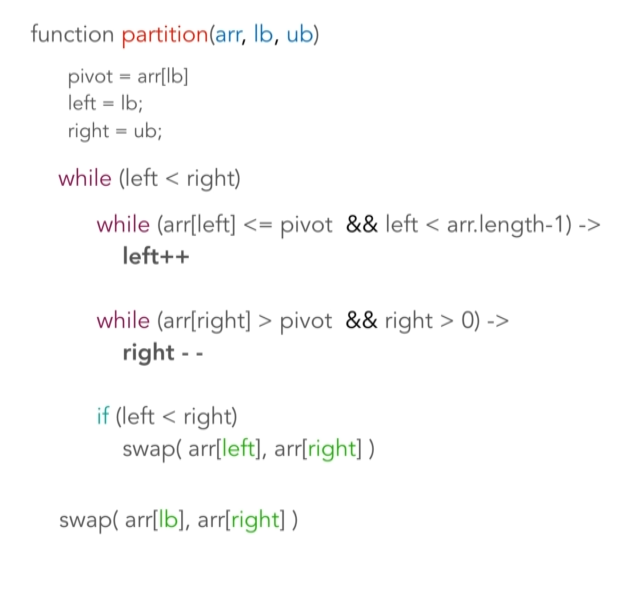 function partition(arr, lb, ub)
pivot = arr[lb]
left = lb;
right = ub;
while (left < right)
while (arr[left] <= pivot && left < arr.length-1) ->
left++
while (arr[right] > pivot && right > 0) ->
right - -
if (left < right)
swap( arr[left], arr[right] )
swap( arr[lb], arr[right] )